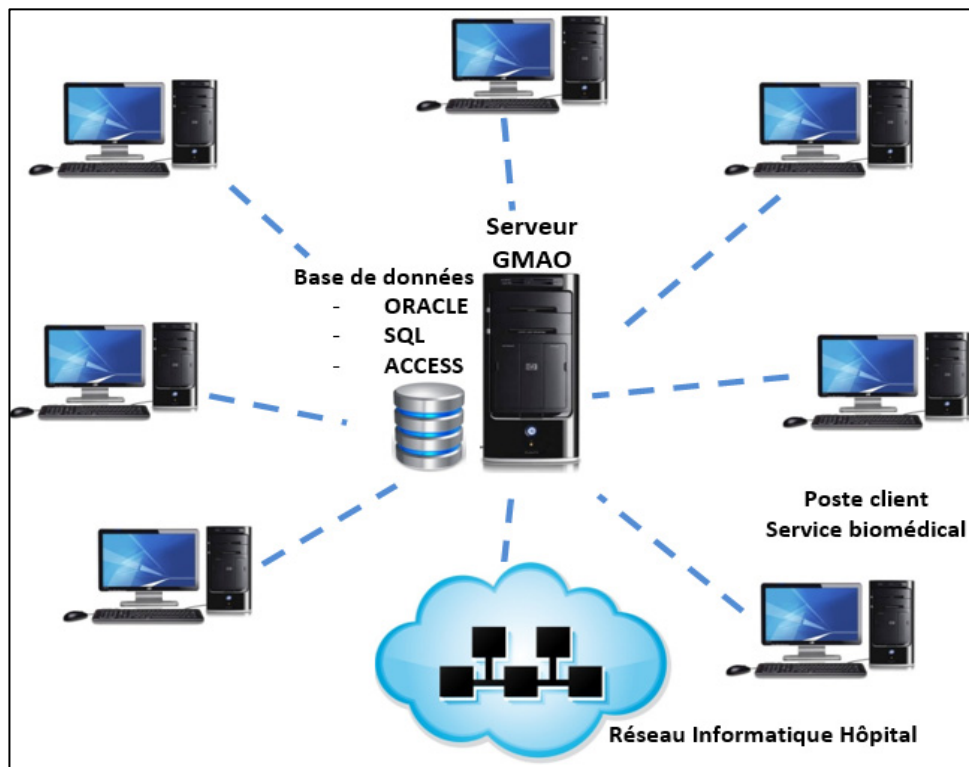 Serveur
GMAO
Base de données
- ORACLE
- SQL
- ACCESS
Poste client
Service biomédical
Réseau Informatique Hôpital